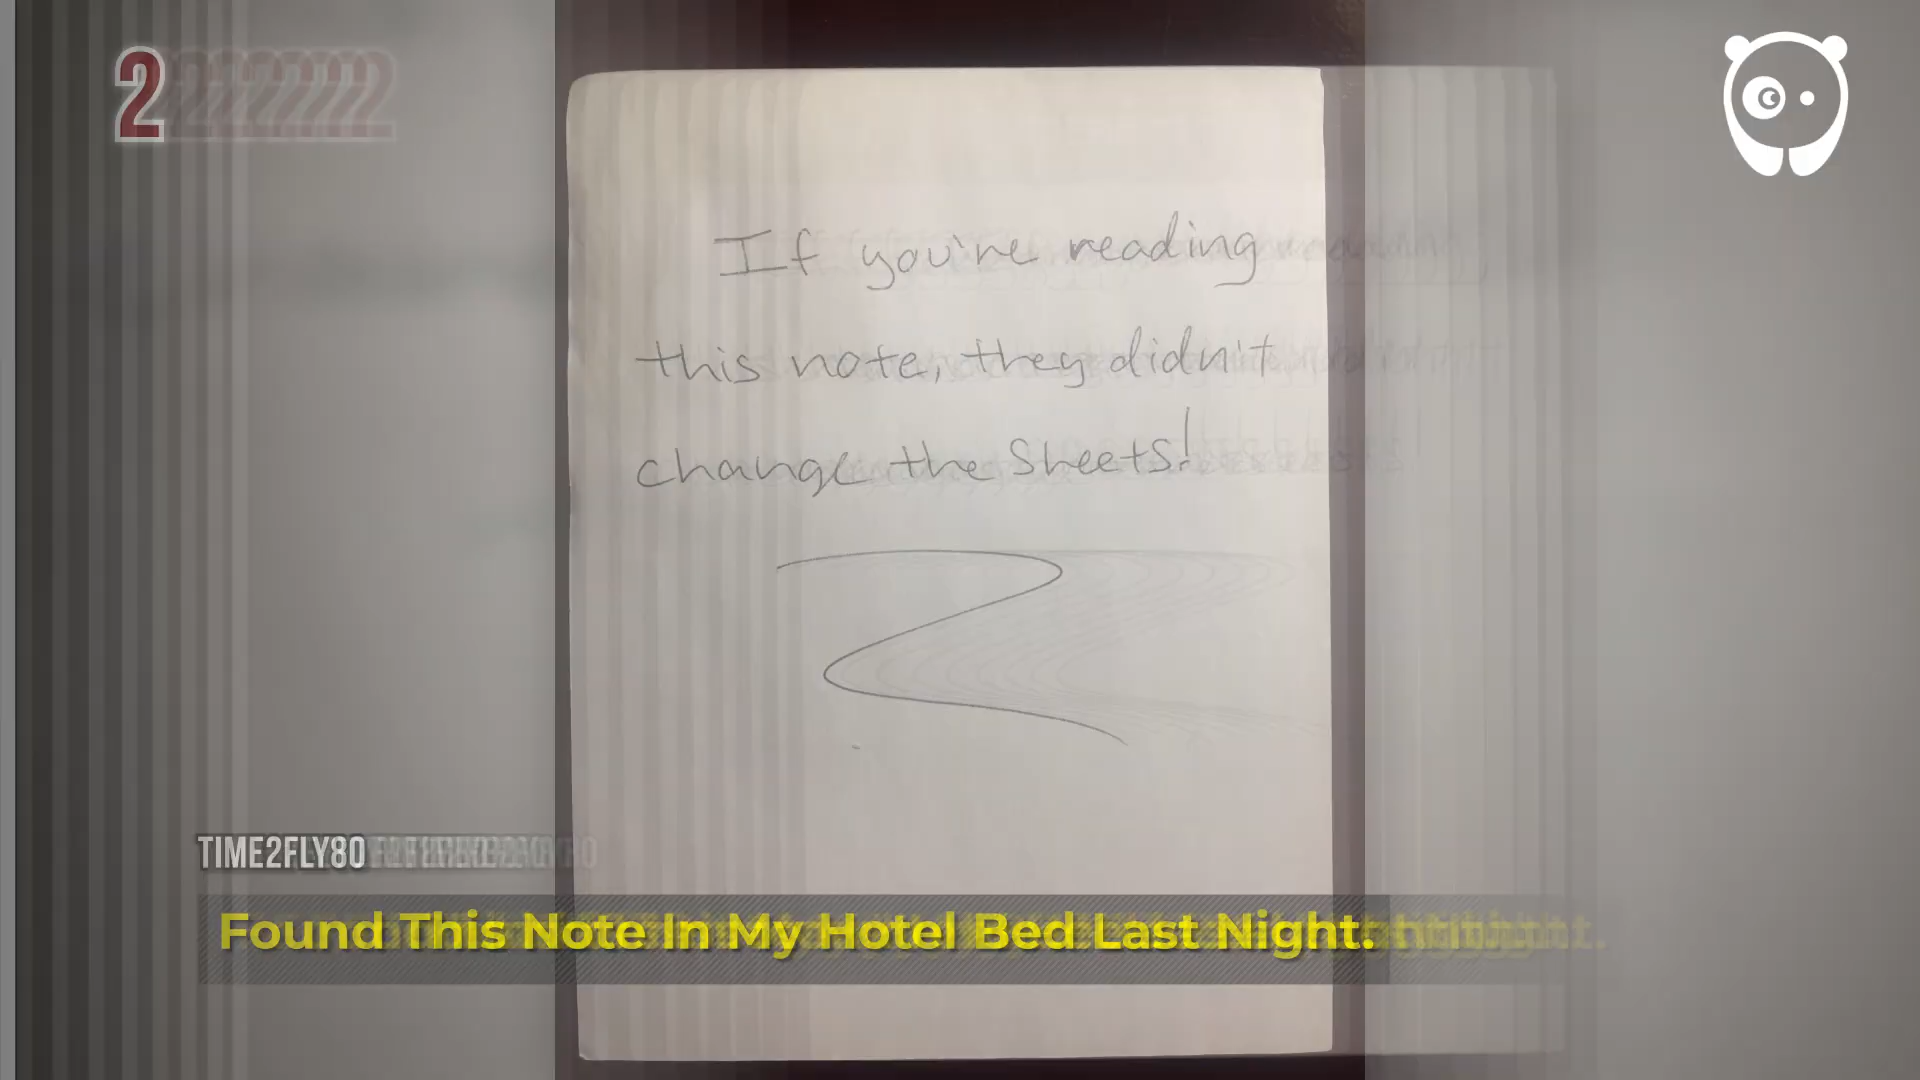 2
If you're reading
this note, they didn't
change the sheets!
TIME2FLY80
Found This Note In My Hotel Bed Last Night.